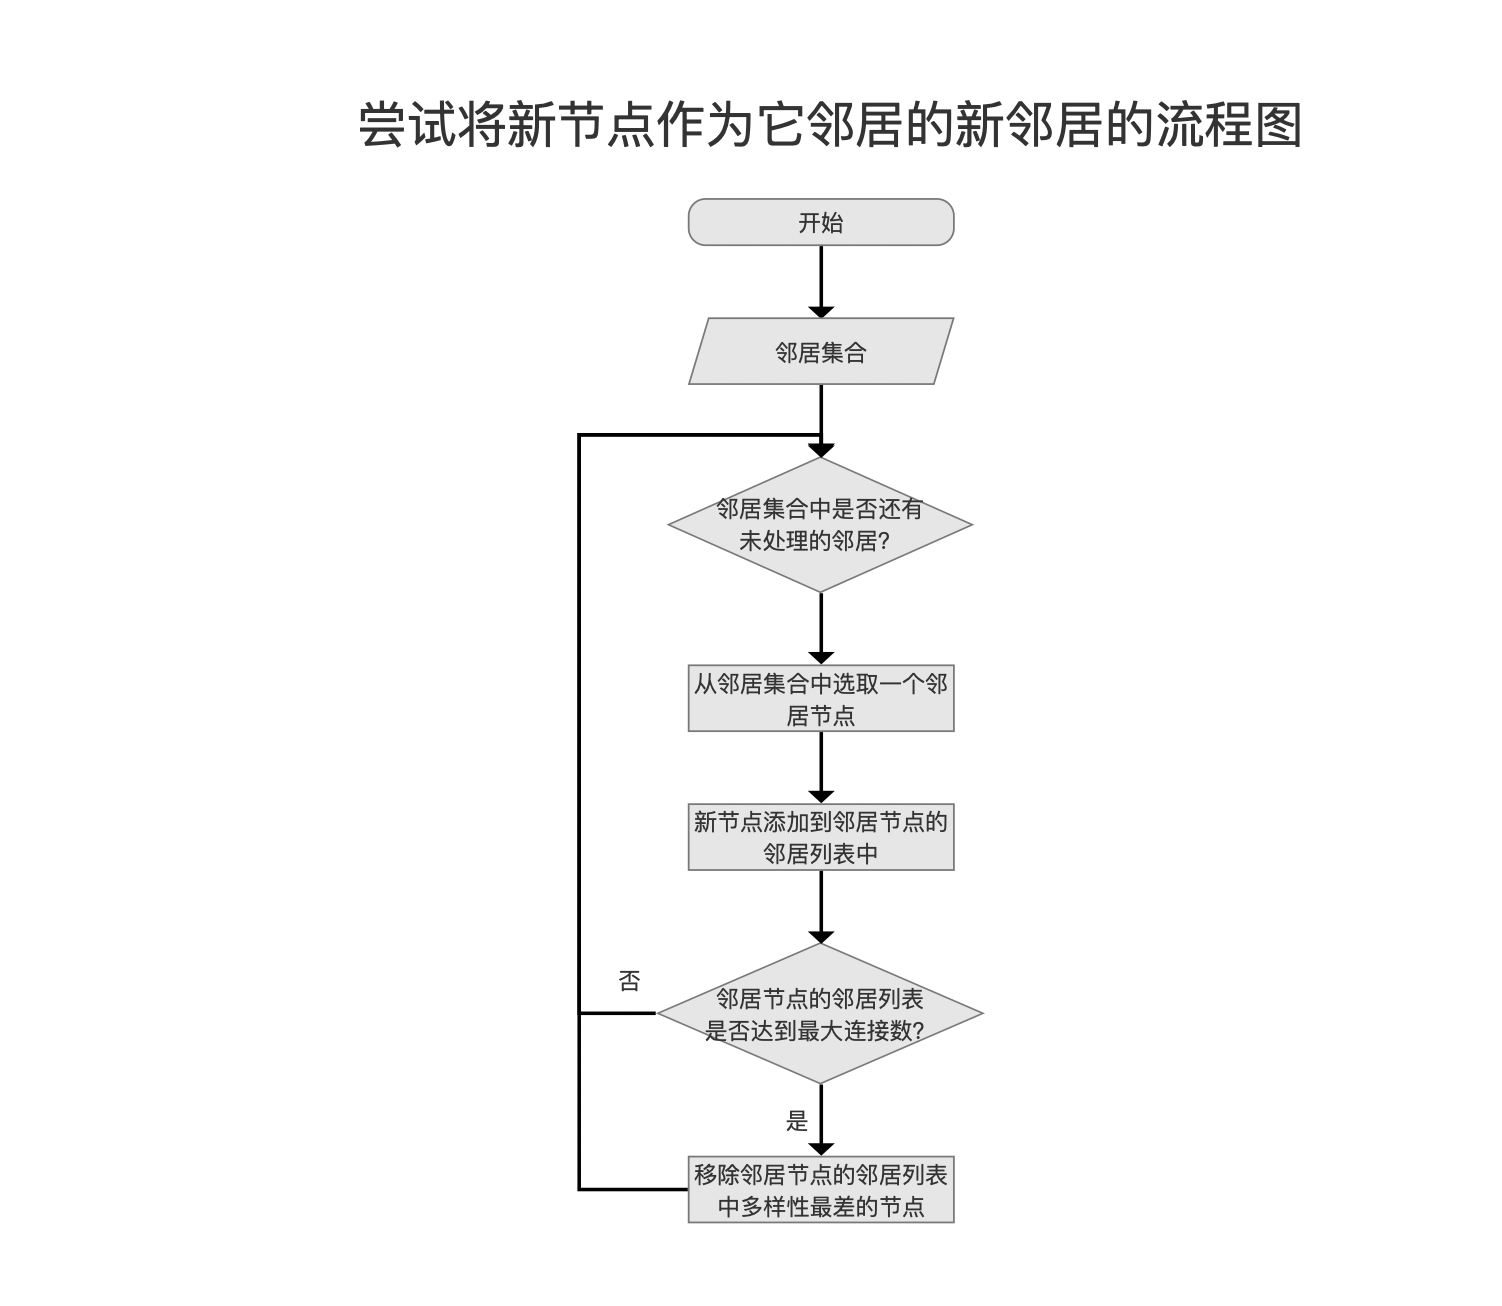 尝试将新节点作为它邻居的新邻居的流程图
开始
邻居集合
邻居集合中是否还有
未处理的邻居?
从邻居集合中选取一个邻
居节点
新节点添加到邻居节点的
邻居列表中
否
邻居节点的邻居列表
是否达到最大连接数?
是
移除邻居节点的邻居列表
中多样性最差的节点